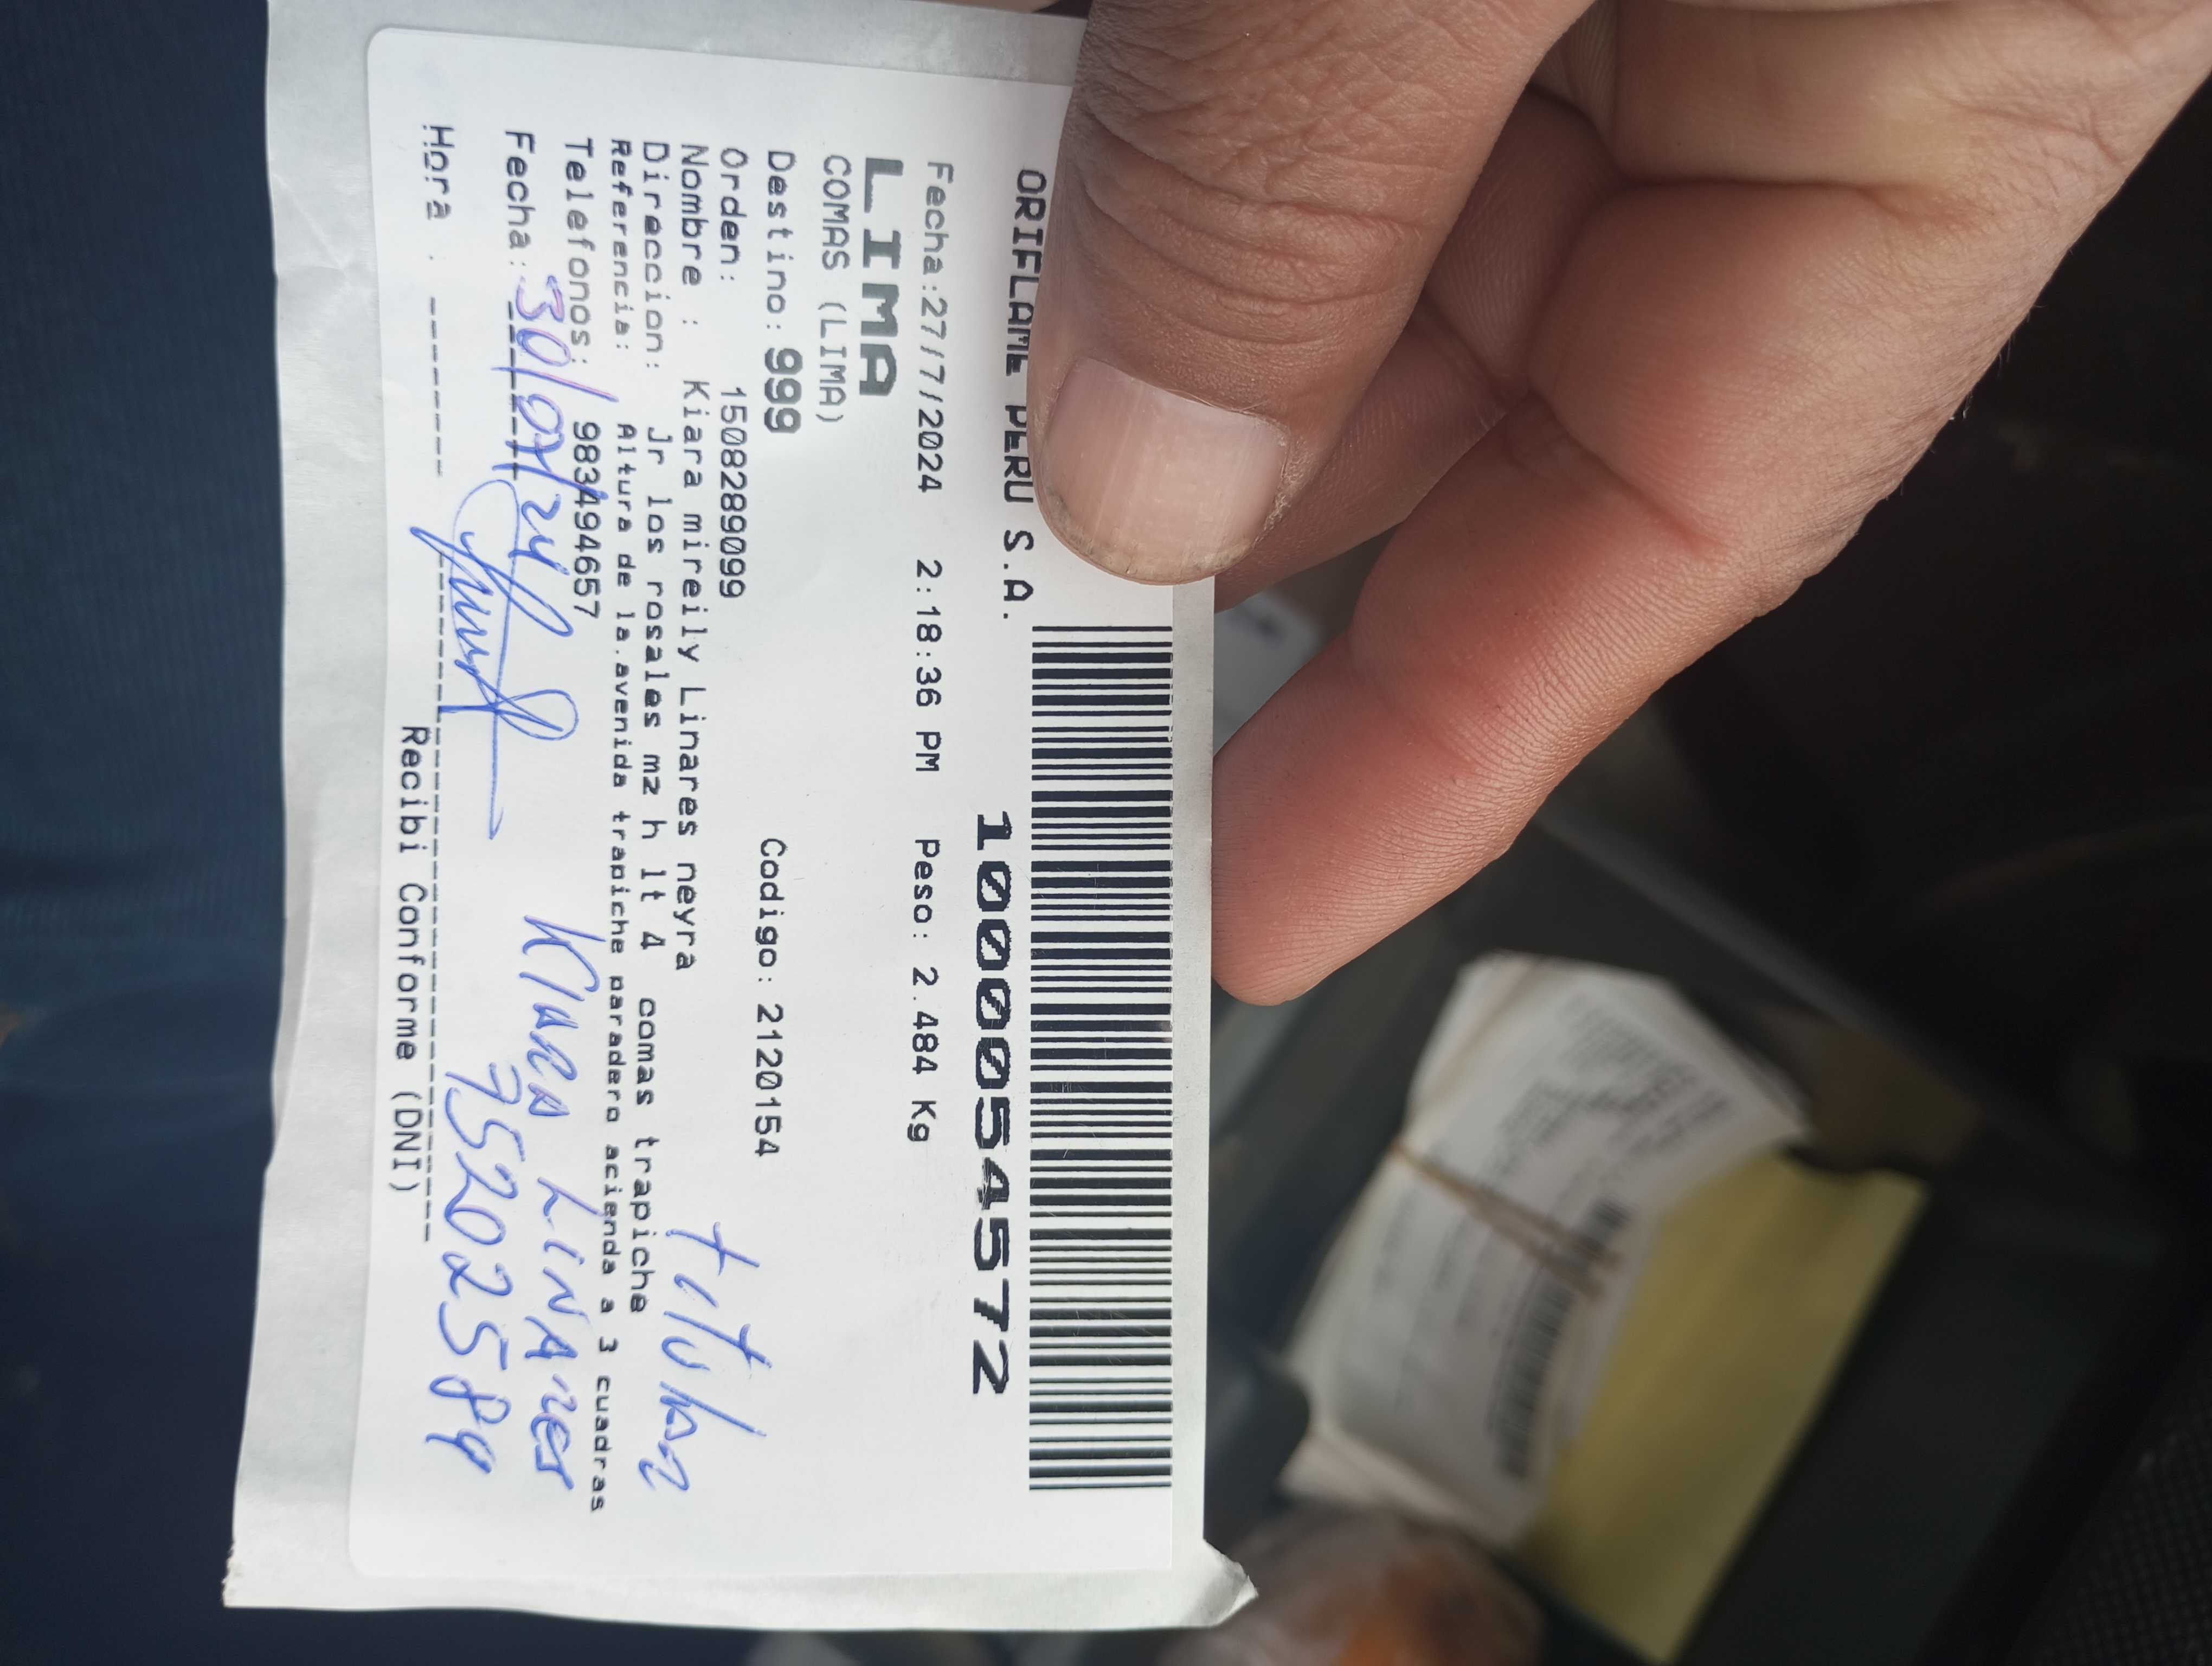 ORIFLAME PERU S.A.
1000054572
Fecha:27/7/2024 2:18:36 PM Peso: 2.484 Kg
LIMA
COMAS (LIMA)
Destino: 999 Codigo: 2120154
Orden: 1508289099
Nombre : Kiara mireily Linares neyra
Direccion: Jr los rosales mz h lt 4 comas trapiche
Referencia: Altura de la.avenida trapiche paradero acienda a 3 cuadras
Telefonos: 983494657
Fecha: 30/07/24
KIARA LINARES
75202589
Hora :
Recibi Conforme (DNI)